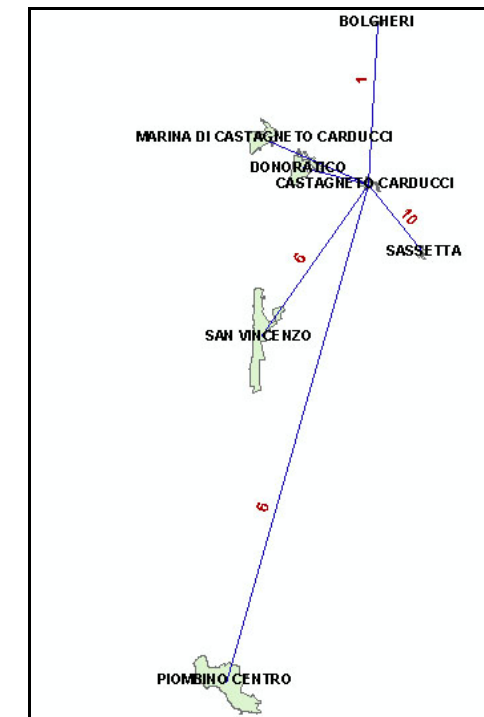 BOLGHERI
1
MARINA DI CASTAGNETO CARDUCCI
DONORATICO
CASTAGNETO CARDUCCI
10
SASSETTA
6
SAN VINCENZO
6
PIOMBINO CENTRO